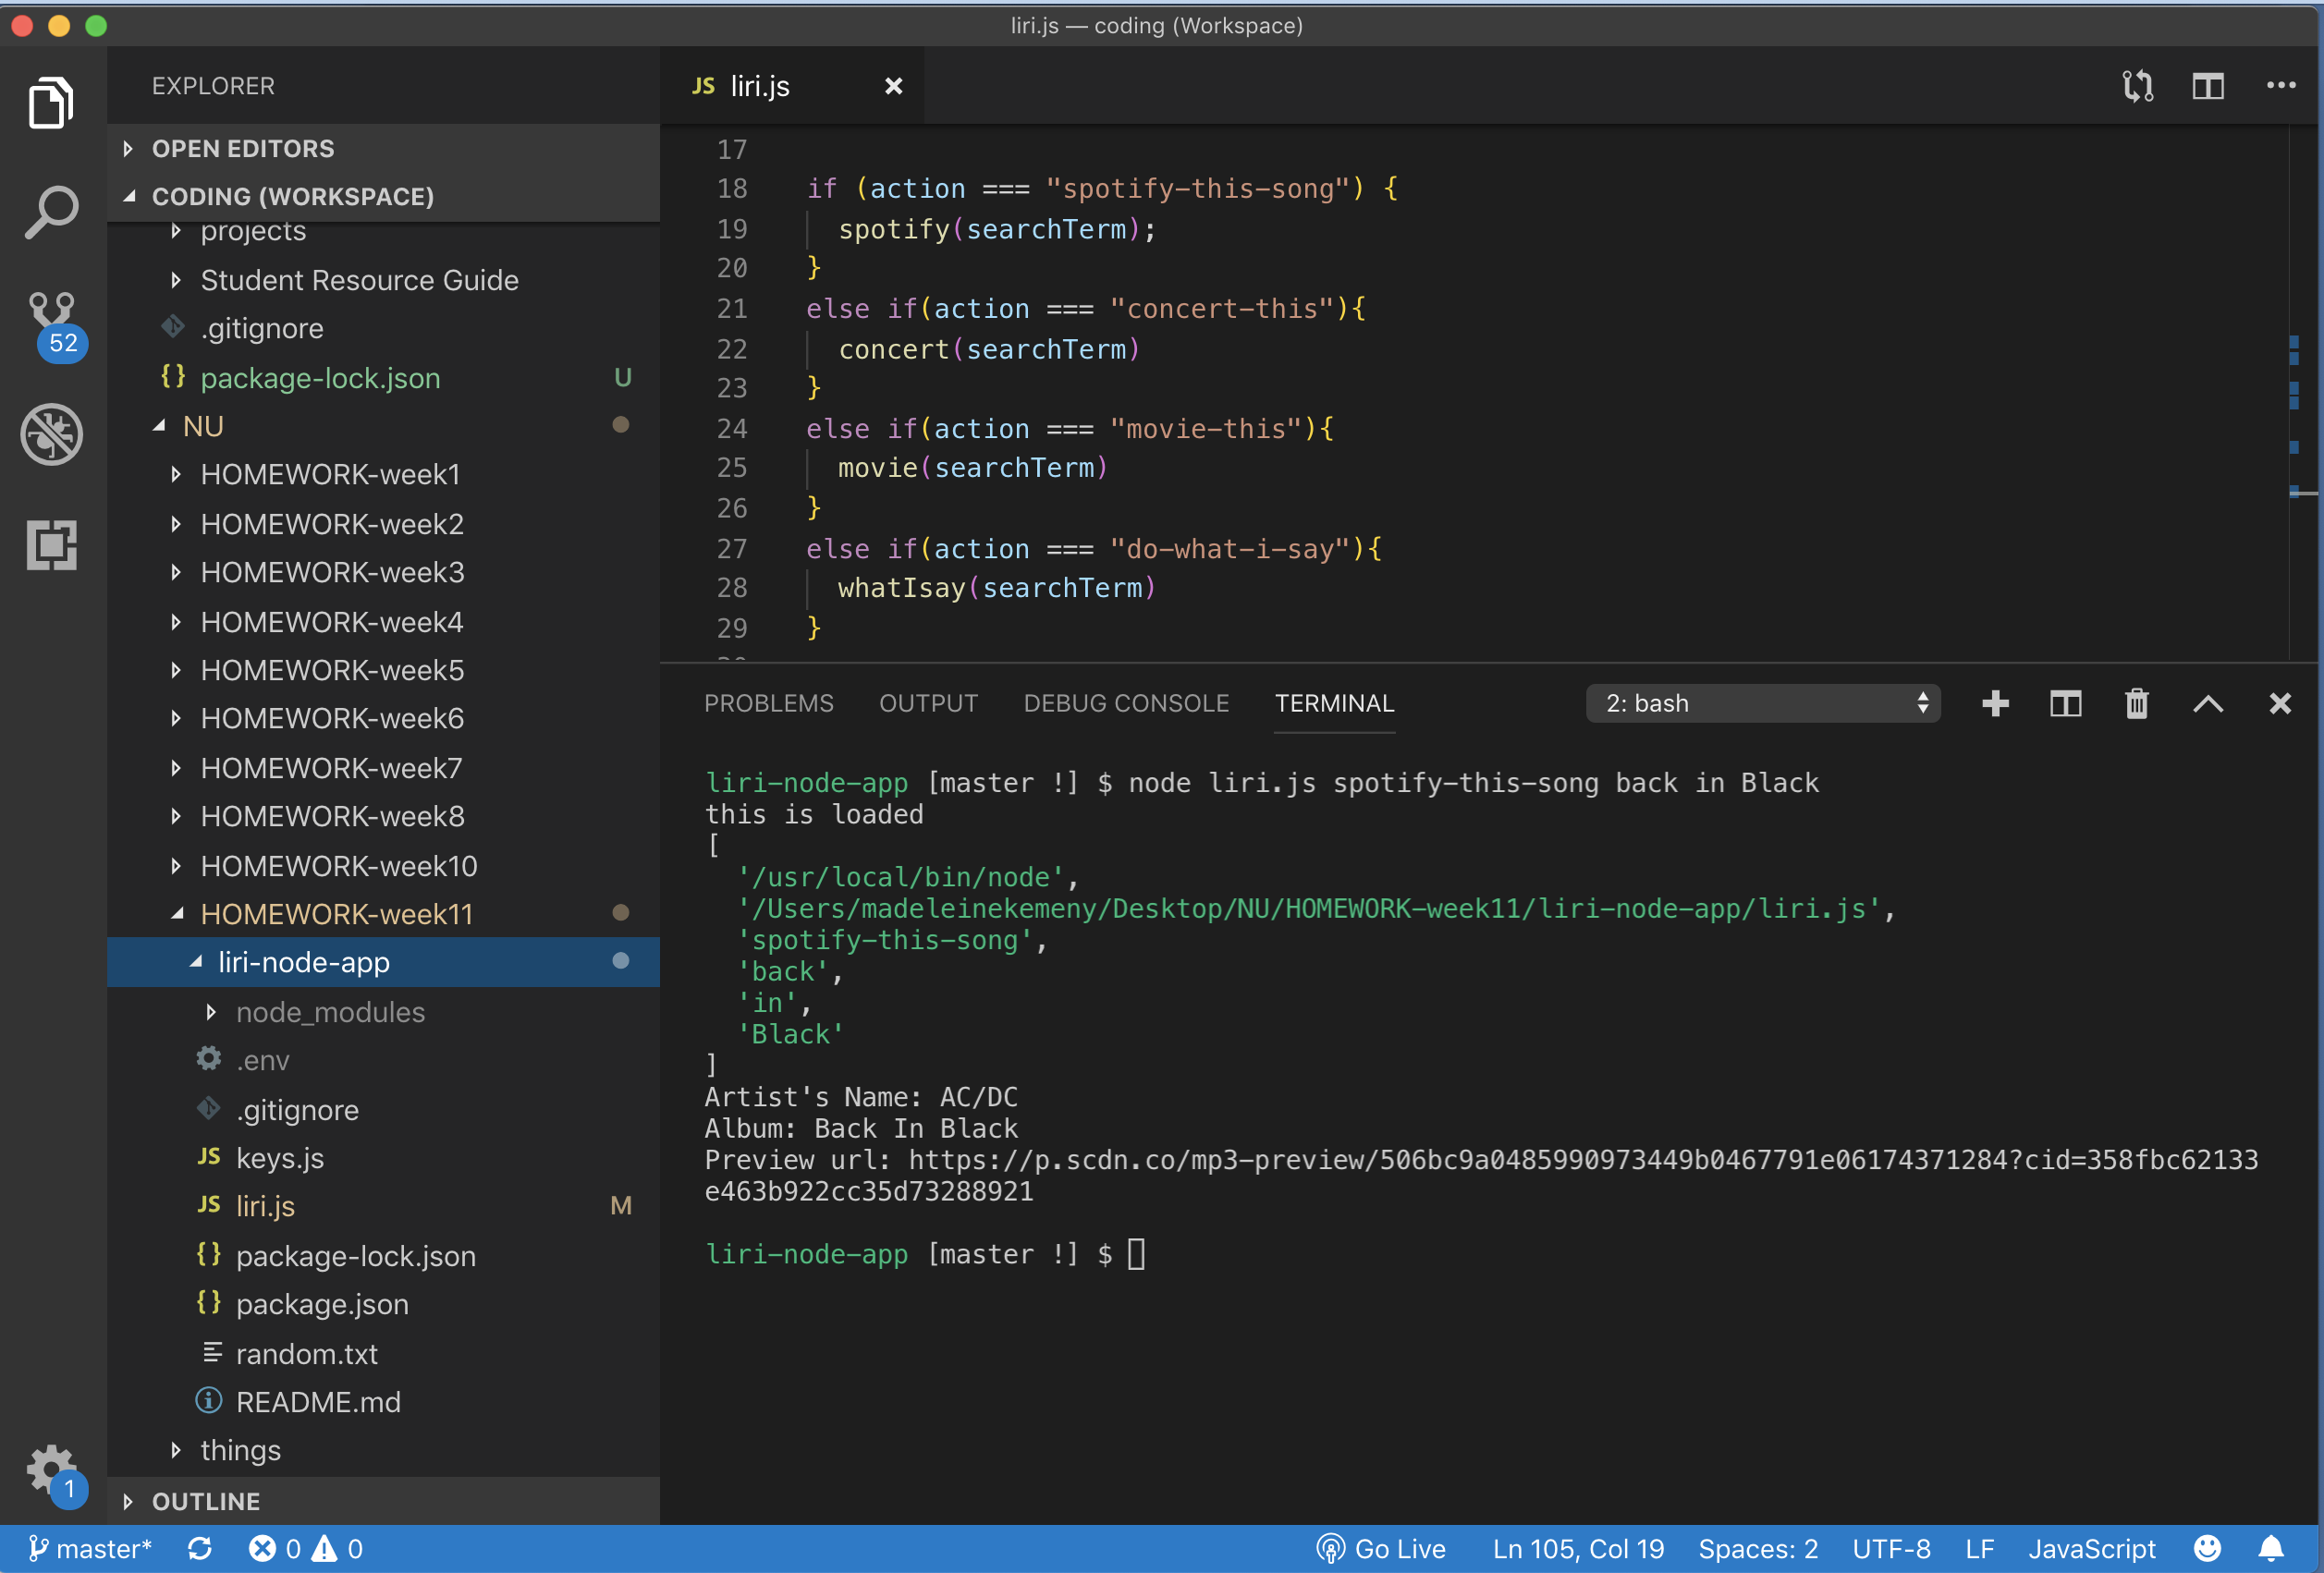 liri.js — coding (Workspace)
EXPLORER
OPEN EDITORS
CODING (WORKSPACE)
projects
Student Resource Guide
.gitignore
{} package-lock.json U
NU
HOMEWORK-week1
HOMEWORK-week2
HOMEWORK-week3
HOMEWORK-week4
HOMEWORK-week5
HOMEWORK-week6
HOMEWORK-week7
HOMEWORK-week8
HOMEWORK-week10
HOMEWORK-week11
liri-node-app
node_modules
.env
.gitignore
JS keys.js
JS liri.js M
{} package-lock.json
{} package.json
random.txt
README.md
things
OUTLINE
52
1
JS liri.js
17
18 if (action === "spotify-this-song") {
19 spotify(searchTerm);
20 }
21 else if(action === "concert-this"){
22 concert(searchTerm)
23 }
24 else if(action === "movie-this"){
25 movie(searchTerm)
26 }
27 else if(action === "do-what-i-say"){
28 whatIsay(searchTerm)
29 }
PROBLEMS OUTPUT DEBUG CONSOLE TERMINAL 2: bash
liri-node-app [master !] $ node liri.js spotify-this-song back in Black
this is loaded
[
'/usr/local/bin/node',
'/Users/madeleinekemeny/Desktop/NU/HOMEWORK-week11/liri-node-app/liri.js',
'spotify-this-song',
'back',
'in',
'Black'
]
Artist's Name: AC/DC
Album: Back In Black
Preview url: https://p.scdn.co/mp3-preview/506bc9a0485990973449b0467791e06174371284?cid=358fbc62133
e463b922cc35d73288921
liri-node-app [master !] $
master* 0 0 Go Live Ln 105, Col 19 Spaces: 2 UTF-8 LF JavaScript